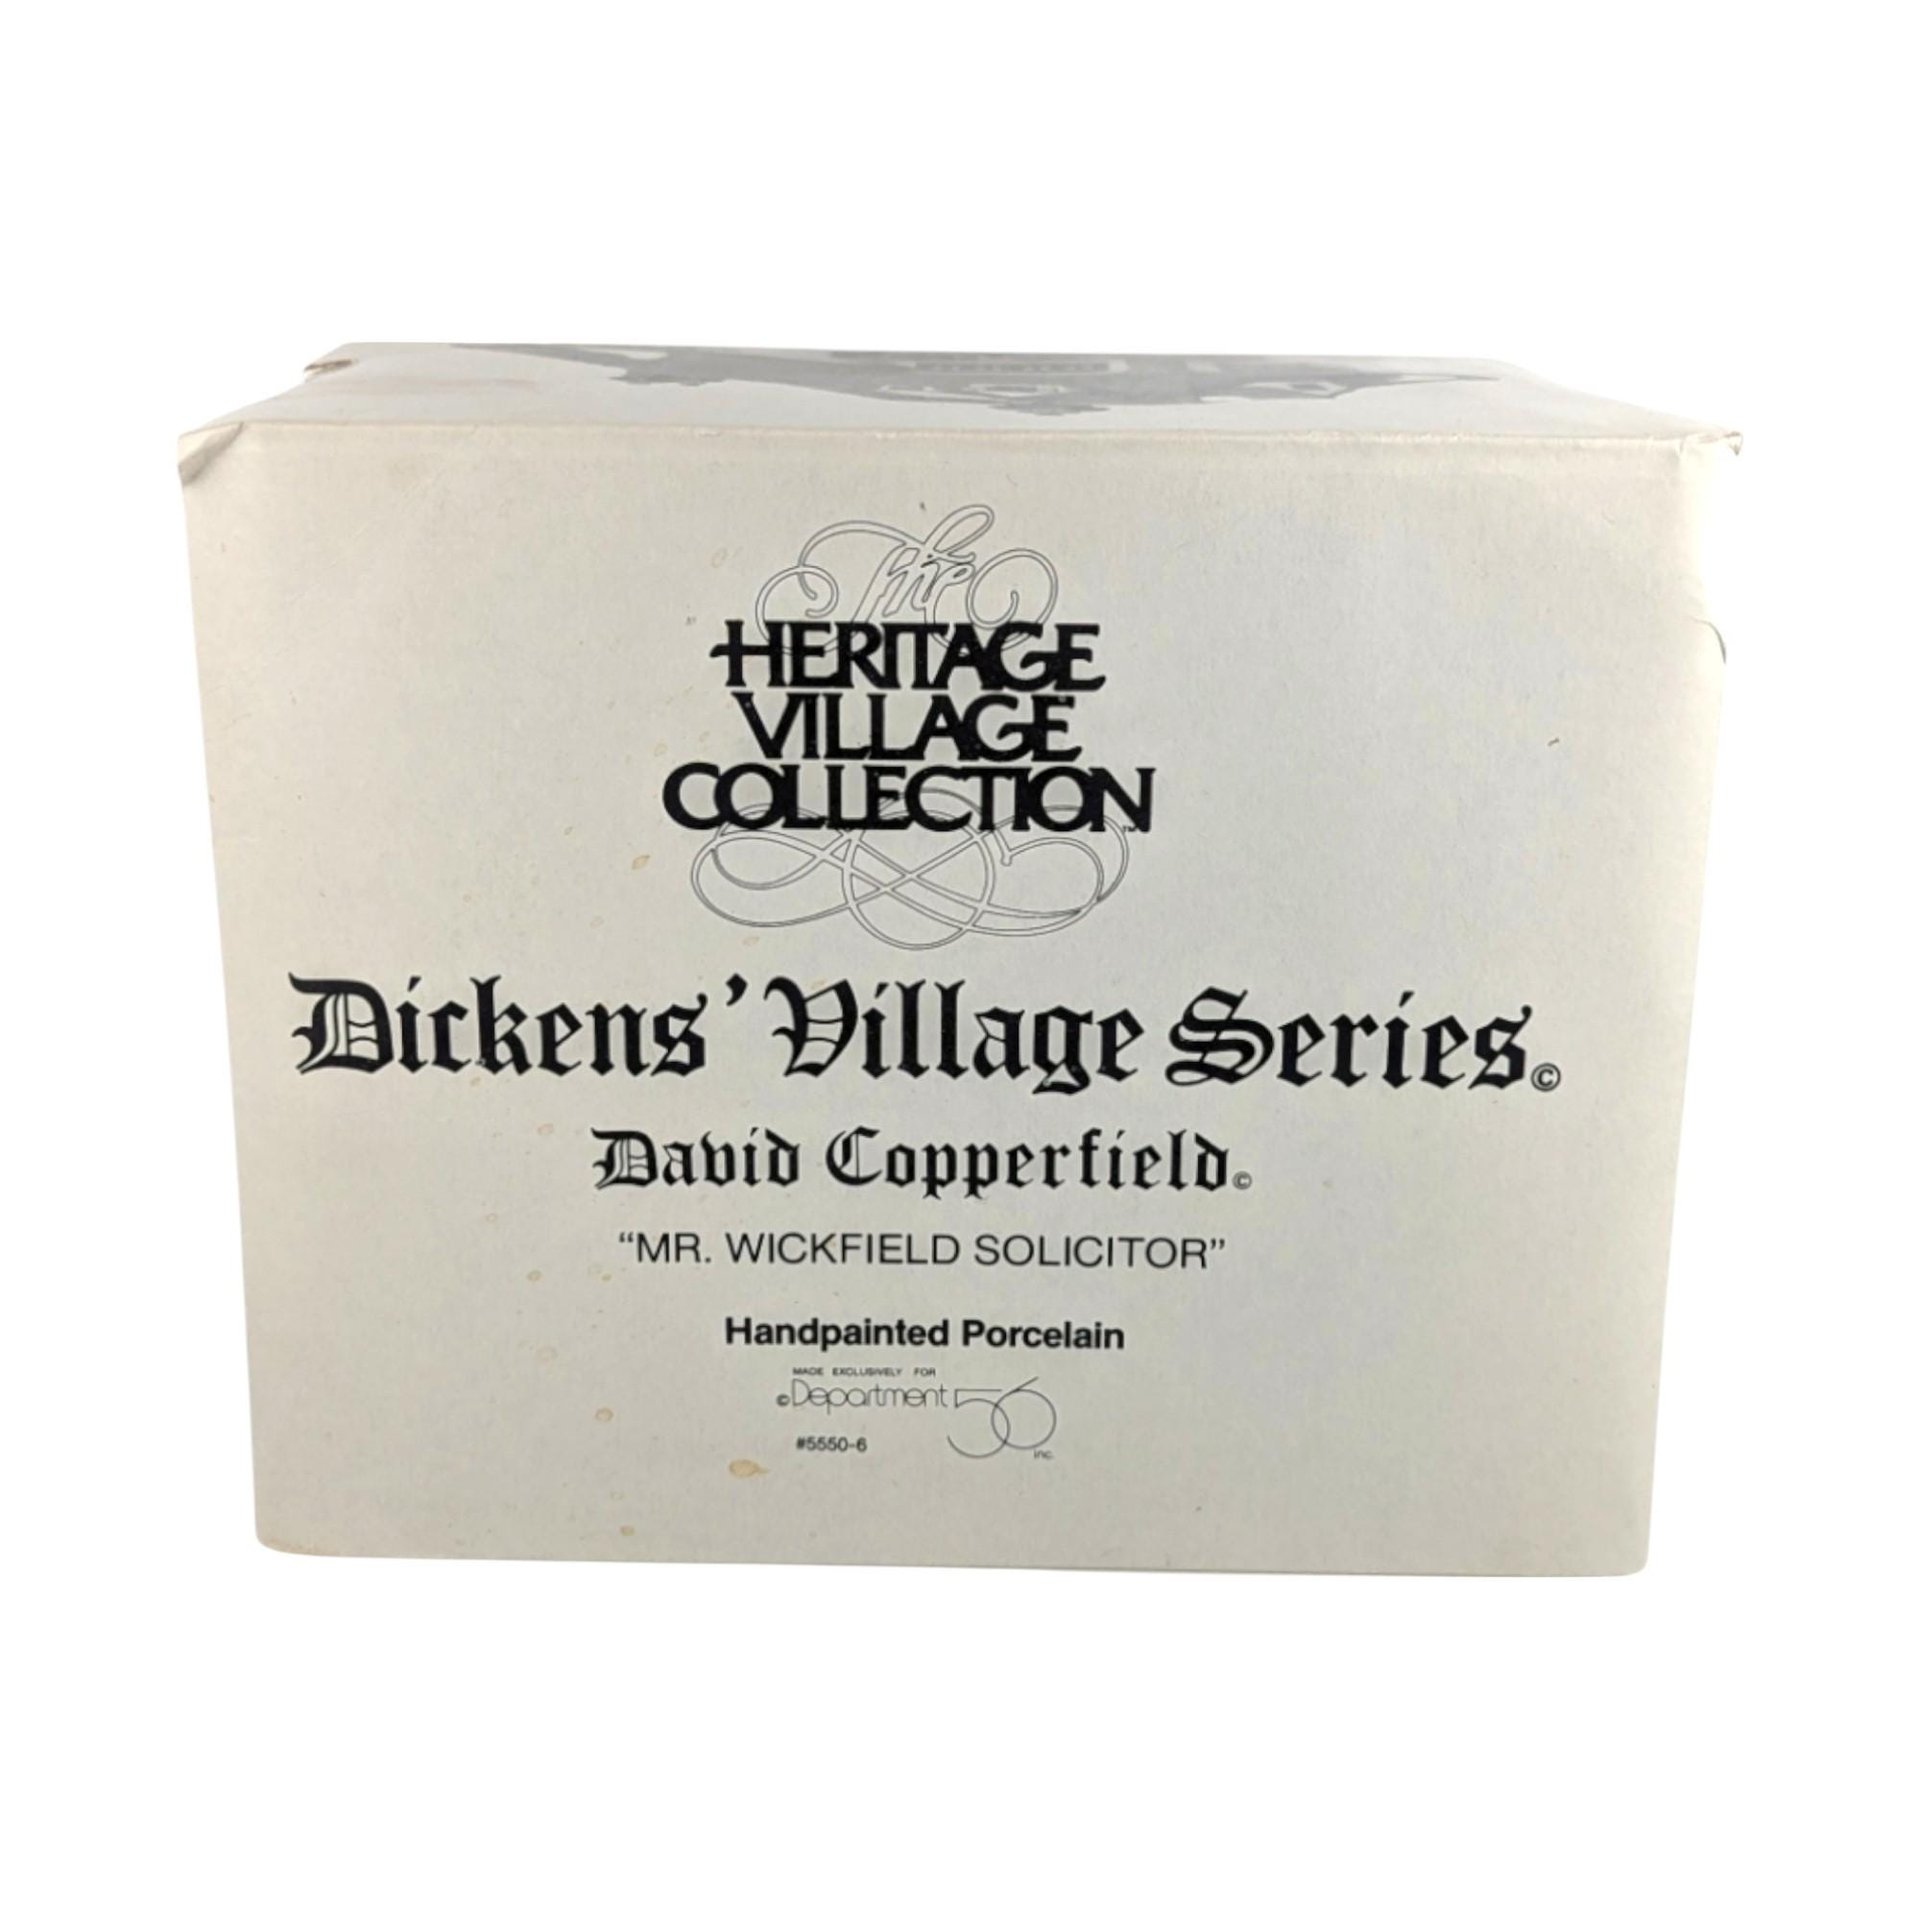 The
HERITAGE
VILLAGE
COLLECTION™
Dickens' Village Series©
David Copperfield©
“MR. WICKFIELD SOLICITOR”
Handpainted Porcelain
MADE EXCLUSIVELY FOR
©Department 56 inc.
#5550-6